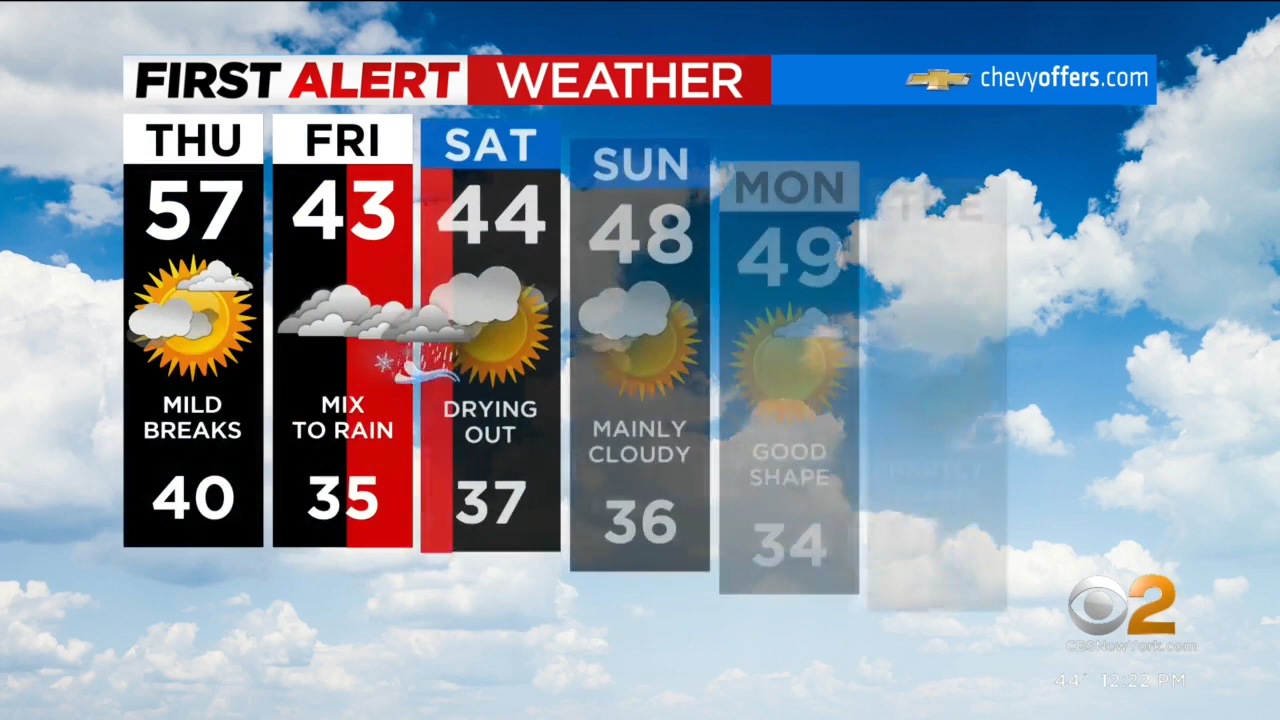 FIRST ALERT WEATHER
chevyoffers.com
THU
57
MILD
BREAKS
40
FRI
43
MIX
TO RAIN
35
SAT
44
DRYING
OUT
37
SUN
48
MAINLY
CLOUDY
36
MON
49
GOOD
SHAPE
34
2
CBSNewYork.com
44° 12:22 PM